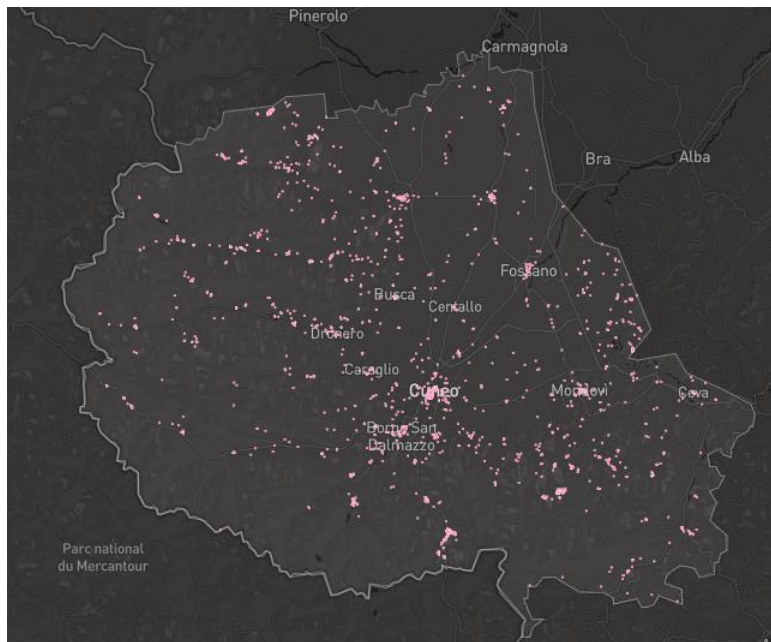 Pinerolo
Carmagnola
Bra
Alba
Fossano
Busca
Centallo
Dronero
Caraglio
Cuneo
Mondovì
Ceva
Borgo San
Dalmazzo
Parc national
du Mercantour